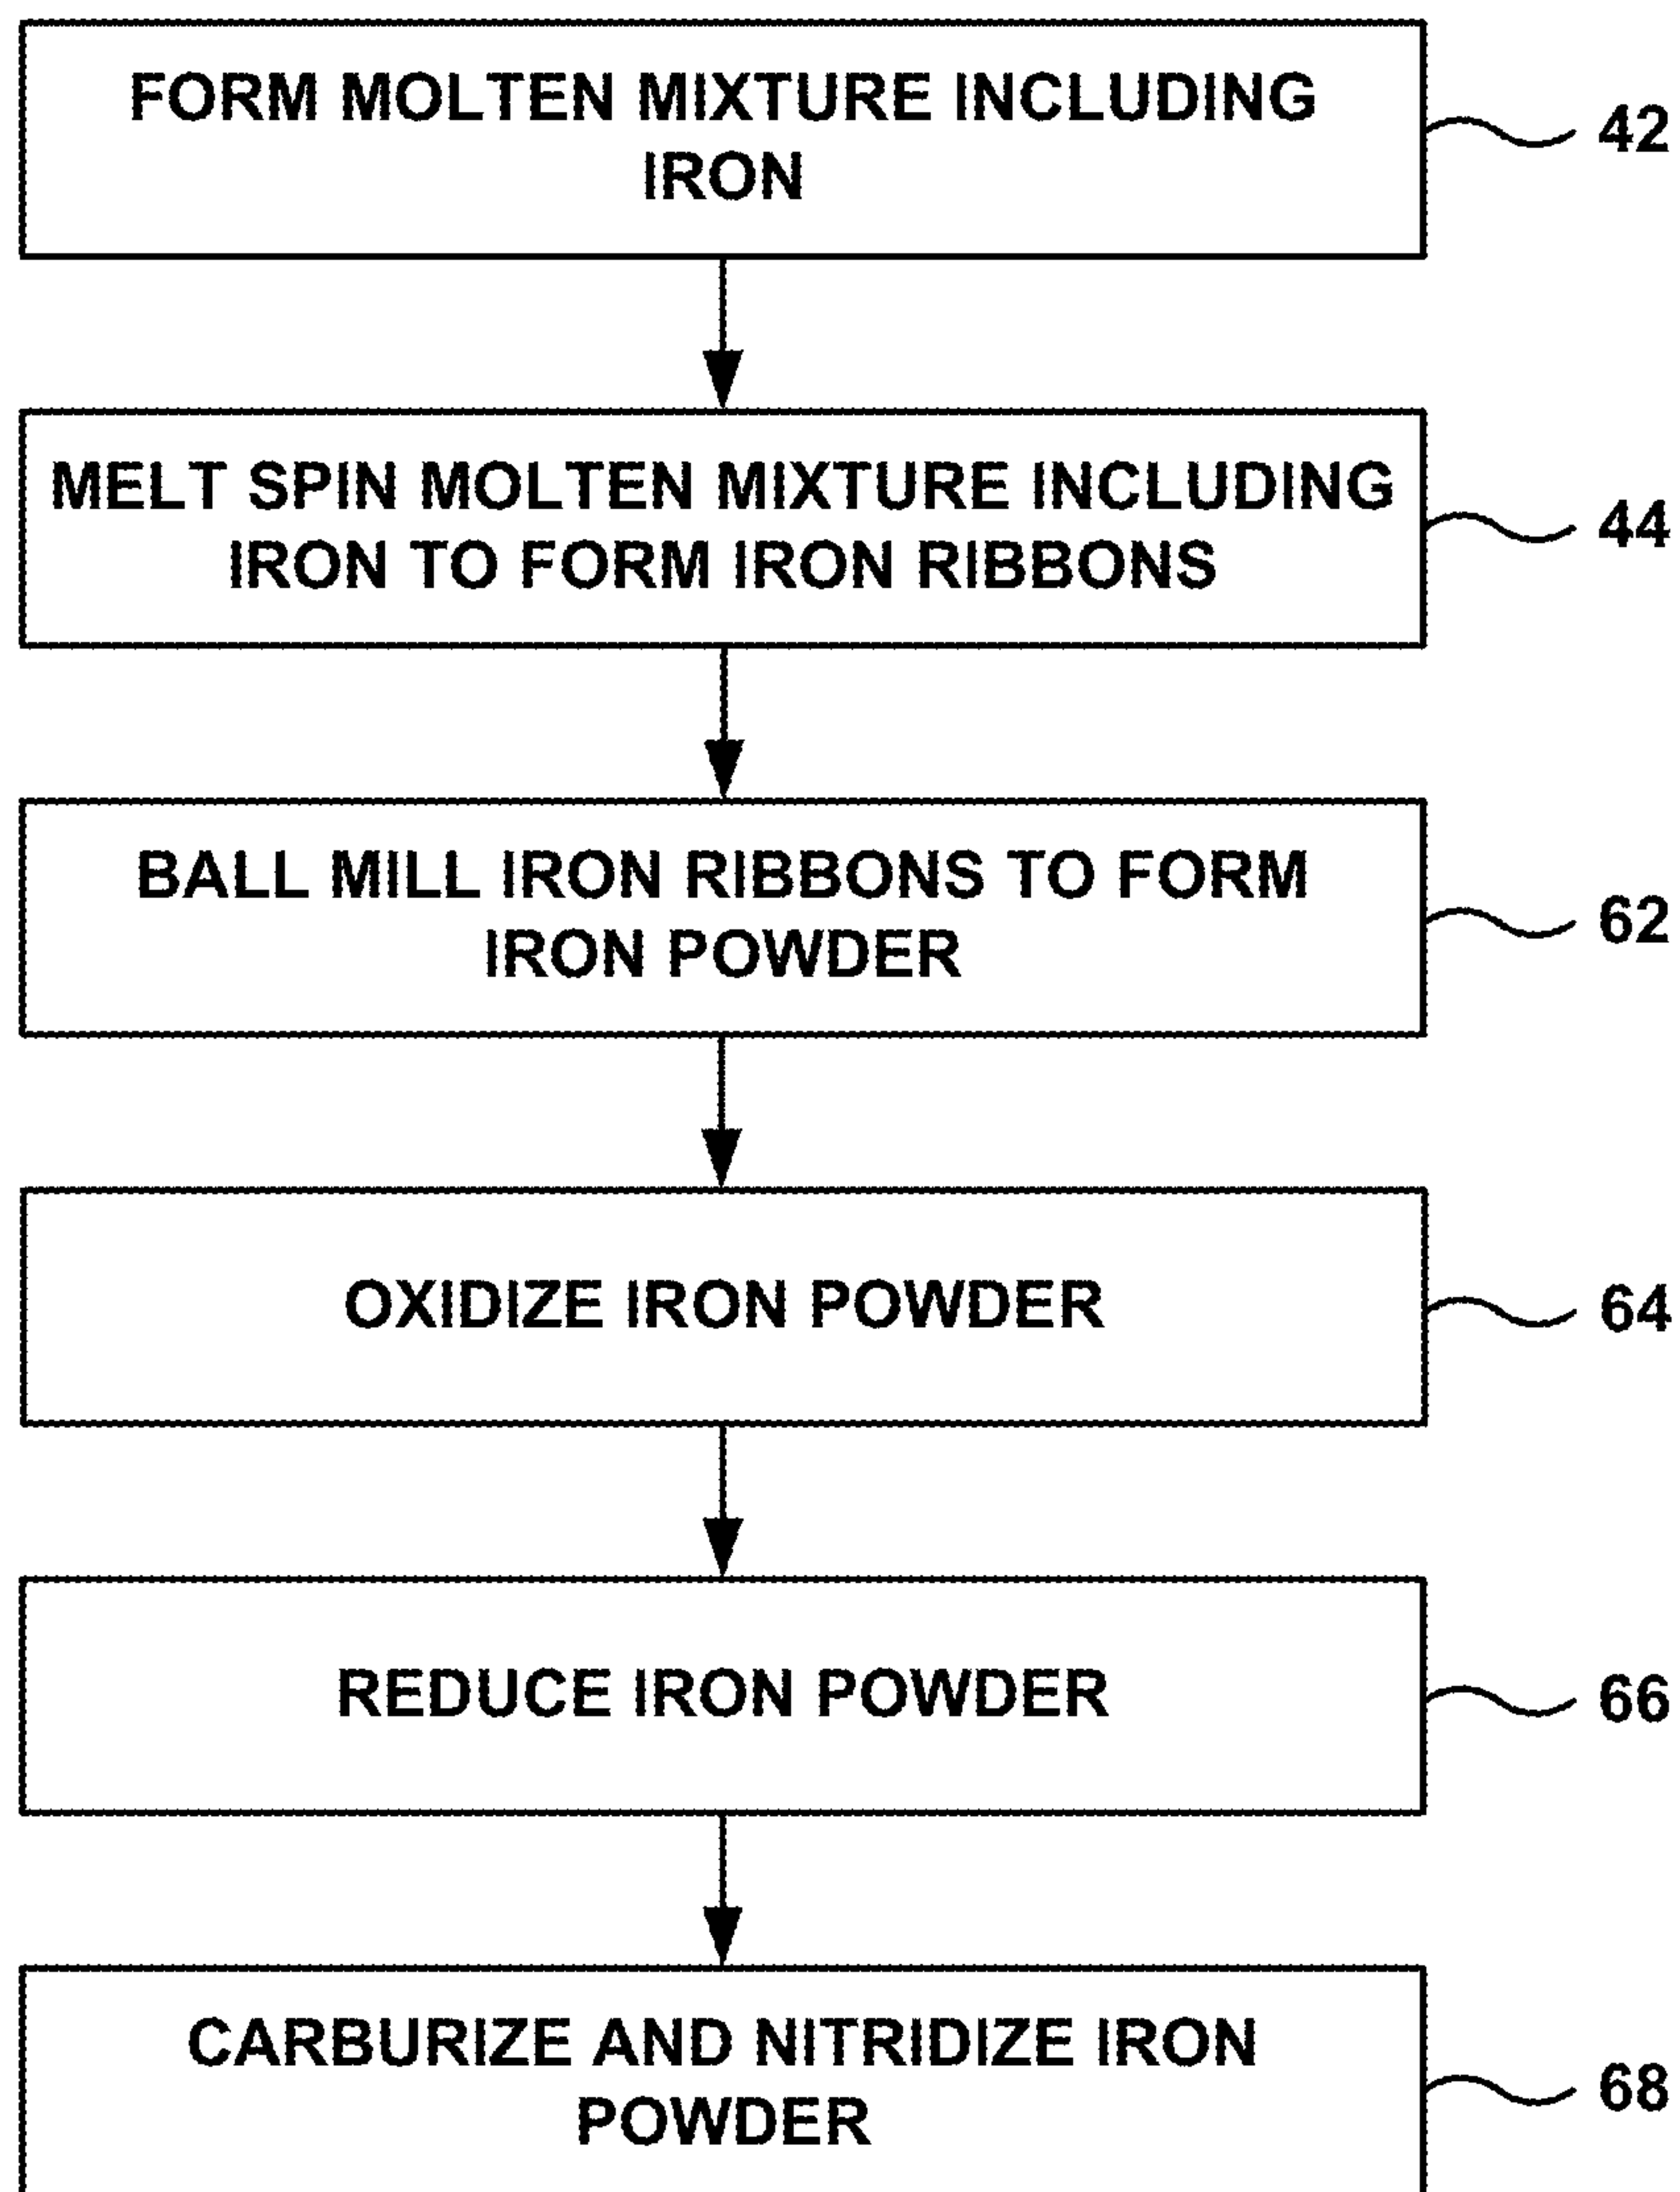 FORM MOLTEN MIXTURE INCLUDING
IRON
42
MELT SPIN MOLTEN MIXTURE INCLUDING
IRON TO FORM IRON RIBBONS
44
BALL MILL IRON RIBBONS TO FORM
IRON POWDER
62
OXIDIZE IRON POWDER
64
REDUCE IRON POWDER
66
CARBURIZE AND NITRIDIZE IRON
POWDER
68